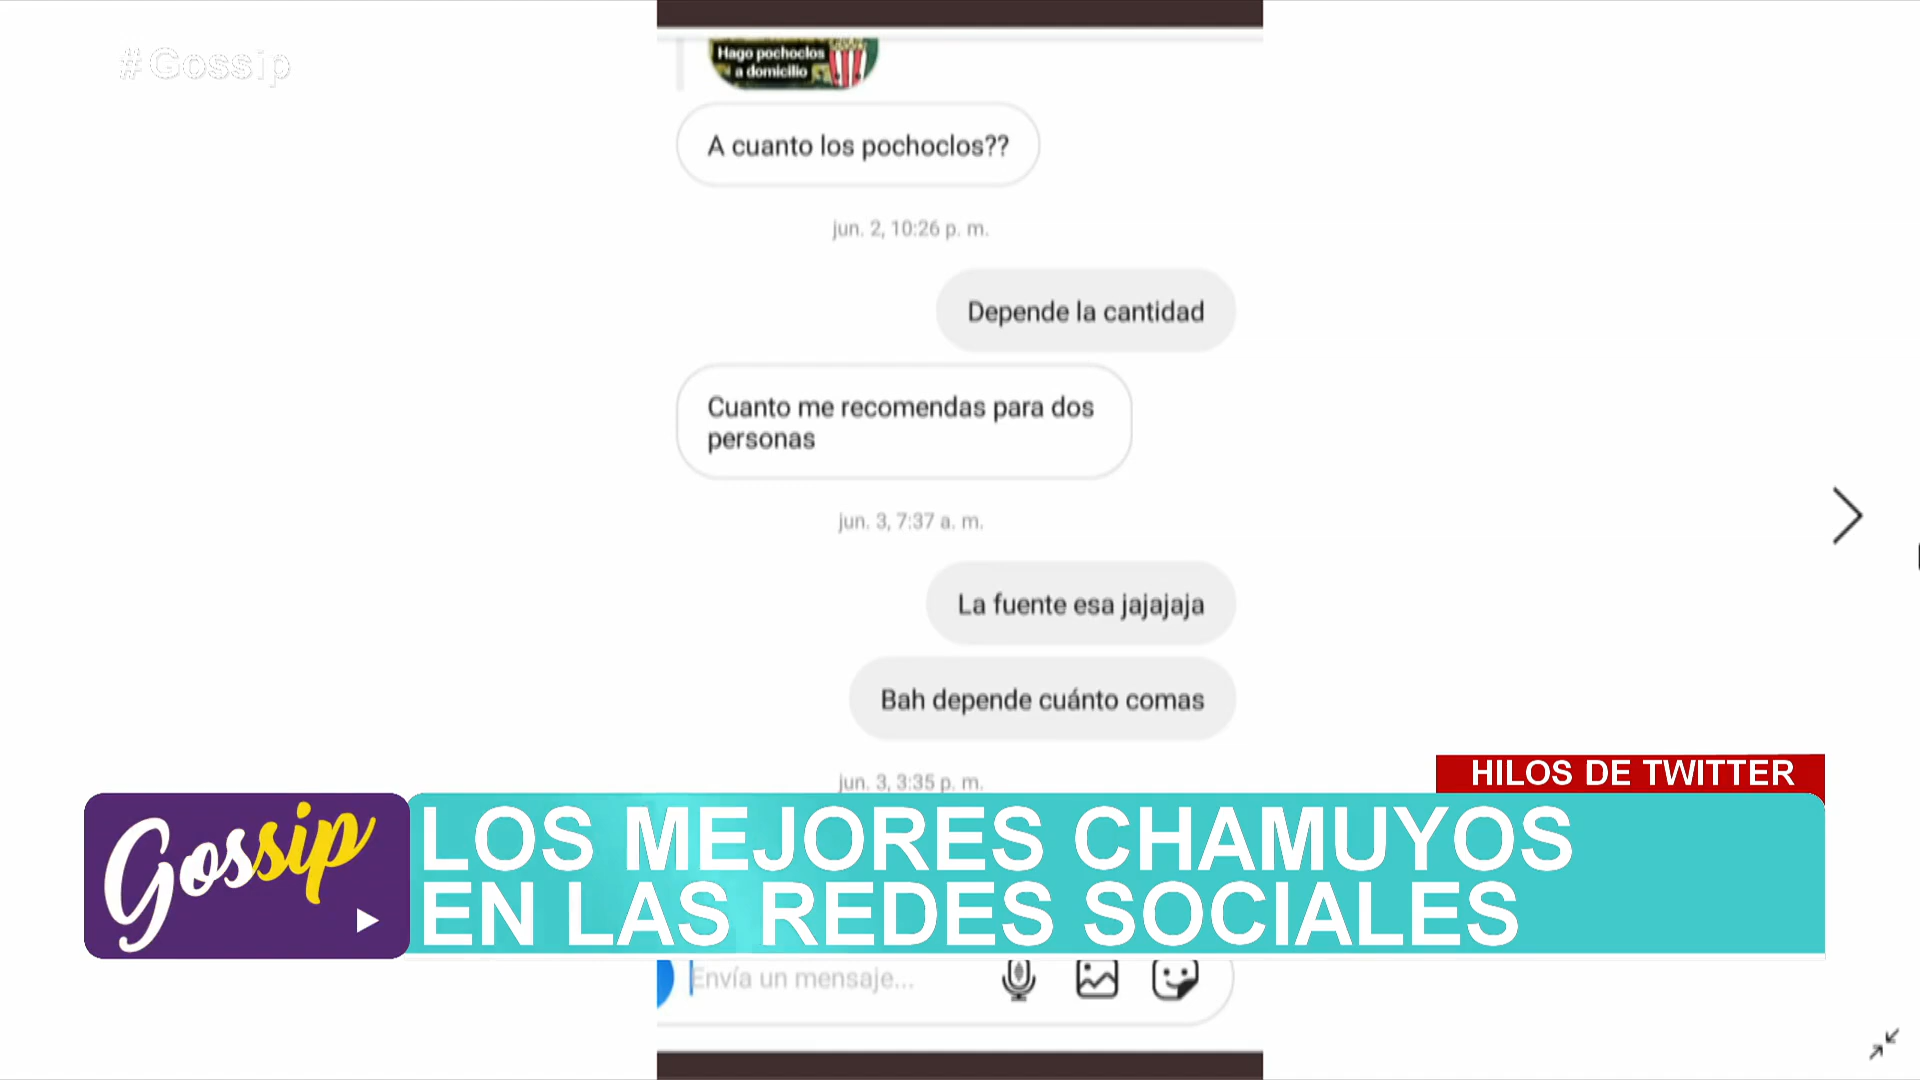 #Gossip
Hago pochoclos
a domicilio
A cuanto los pochoclos??
jun. 2, 10:26 p. m.
Depende la cantidad
Cuanto me recomendas para dos
personas
jun. 3, 7:37 a. m.
La fuente esa jajajaja
Bah depende cuánto comas
jun. 3, 3:35 p. m.
HILOS DE TWITTER
Gossip
LOS MEJORES CHAMUYOS
EN LAS REDES SOCIALES
Envía un mensaje...